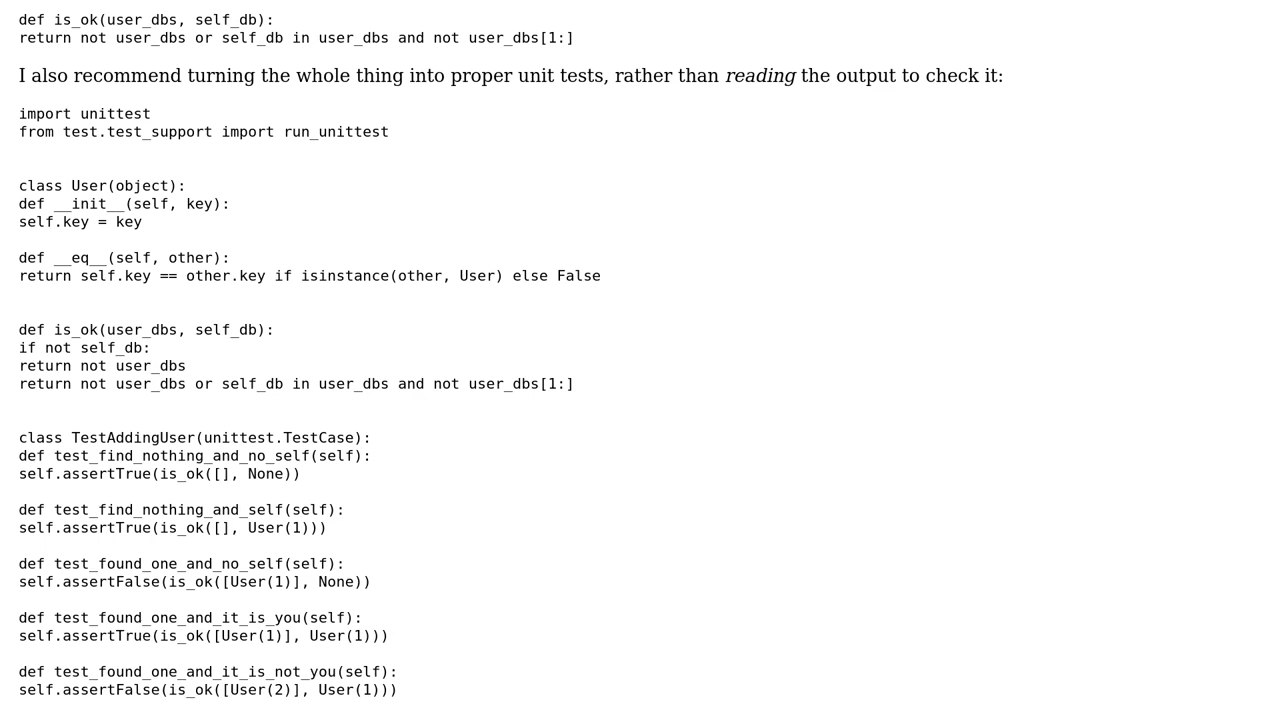 def is_ok(user_dbs, self_db):
return not user_dbs or self_db in user_dbs and not user_dbs[1:]
I also recommend turning the whole thing into proper unit tests, rather than reading the output to check it:
import unittest
from test.test_support import run_unittest
class User(object):
def __init__(self, key):
self.key = key
def __eq__(self, other):
return self.key == other.key if isinstance(other, User) else False
def is_ok(user_dbs, self_db):
if not self_db:
return not user_dbs
return not user_dbs or self_db in user_dbs and not user_dbs[1:]
class TestAddingUser(unittest.TestCase):
def test_find_nothing_and_no_self(self):
self.assertTrue(is_ok([], None))
def test_find_nothing_and_self(self):
self.assertTrue(is_ok([], User(1)))
def test_found_one_and_no_self(self):
self.assertFalse(is_ok([User(1)], None))
def test_found_one_and_it_is_you(self):
self.assertTrue(is_ok([User(1)], User(1)))
def test_found_one_and_it_is_not_you(self):
self.assertFalse(is_ok([User(2)], User(1)))